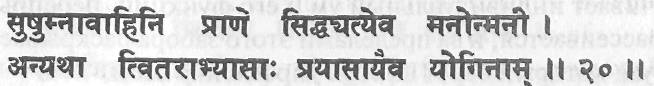 सुषुम्नावाहिनि प्राणे सिद्ध्यत्येव मनोन्मनी ।
अन्यथा त्वितराभ्यासाः प्रयासायैव योगिनाम् ॥ २० ॥